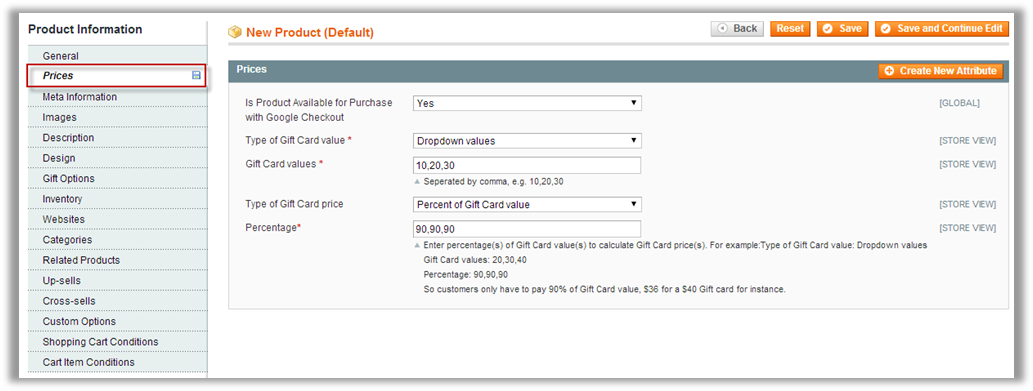 Product Information
General
Prices
Meta Information
Images
Description
Design
Gift Options
Inventory
Websites
Categories
Related Products
Up-sells
Cross-sells
Custom Options
Shopping Cart Conditions
Cart Item Conditions
New Product (Default)
Back Reset Save Save and Continue Edit
Prices
Create New Attribute
Is Product Available for Purchase
with Google Checkout
Yes
[GLOBAL]
Type of Gift Card value * Dropdown values [STORE VIEW]
Gift Card values * 10,20,30 [STORE VIEW]
Seperated by comma, e.g. 10,20,30
Type of Gift Card price Percent of Gift Card value [STORE VIEW]
Percentage* 90,90,90 [STORE VIEW]
Enter percentage(s) of Gift Card value(s) to calculate Gift Card price(s). For example:Type of Gift Card value: Dropdown values
Gift Card values: 20,30,40
Percentage: 90,90,90
So customers only have to pay 90% of Gift Card value, $36 for a $40 Gift card for instance.